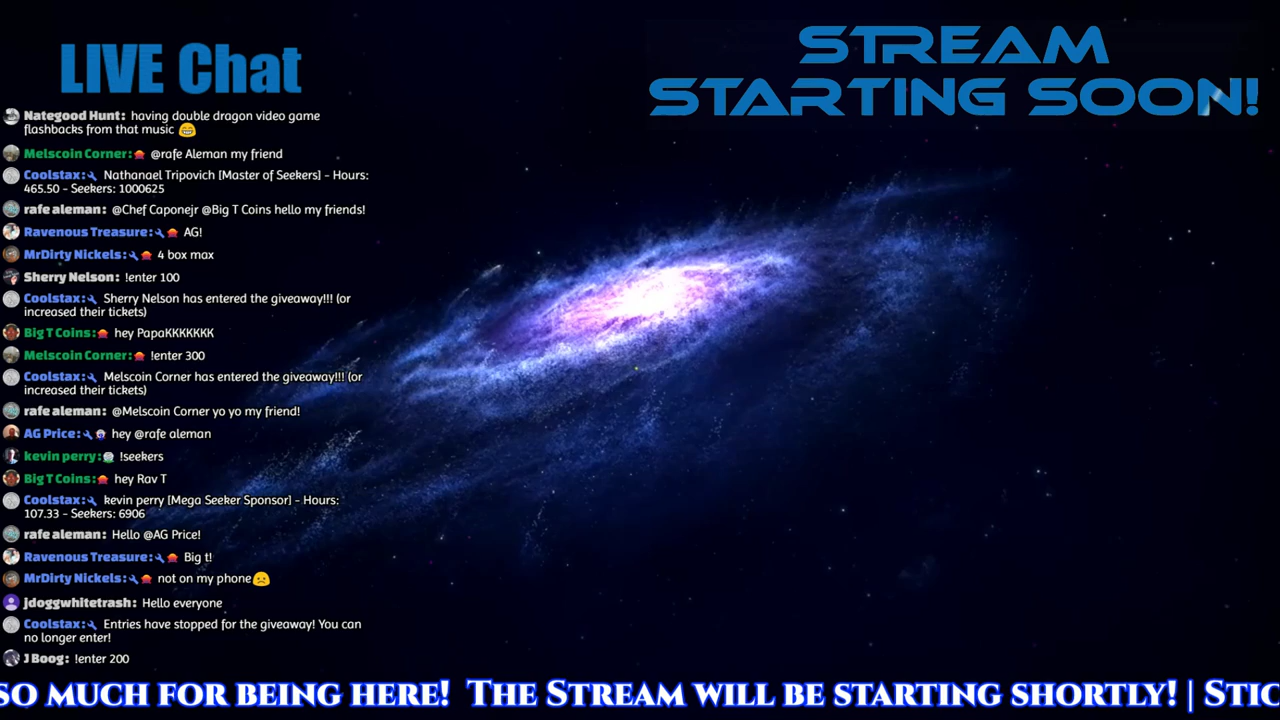 LIVE Chat
STREAM
STARTING SOON!
Nategood Hunt: having double dragon video game
flashbacks from that music 😁
Melscoin Corner: @rafe Aleman my friend
Coolstax: Nathanael Tripovich [Master of Seekers] - Hours:
465.50 - Seekers: 1000625
rafe aleman: @Chef Caponejr @Big T Coins hello my friends!
Ravenous Treasure: AG!
MrDirty Nickels: 4 box max
Sherry Nelson: !enter 100
Coolstax: Sherry Nelson has entered the giveaway!!! (or
increased their tickets)
Big T Coins: hey PapaKKKKKKK
Melscoin Corner: !enter 300
Coolstax: Melscoin Corner has entered the giveaway!!! (or
increased their tickets)
rafe aleman: @Melscoin Corner yo yo my friend!
AG Price: hey @rafe aleman
kevin perry: !seekers
Big T Coins: hey Rav T
Coolstax: kevin perry [Mega Seeker Sponsor] - Hours:
107.33 - Seekers: 6906
rafe aleman: Hello @AG Price!
Ravenous Treasure: Big t!
MrDirty Nickels: not on my phone☹️
jdoggwhitetrash: Hello everyone
Coolstax: Entries have stopped for the giveaway! You can
no longer enter!
J Boog: !enter 200
so much for being here! The Stream will be starting shortly! | Stic